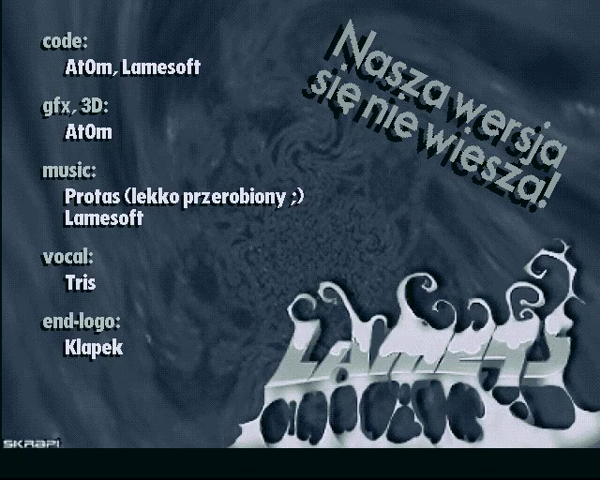 code:
At0m, Lamesoft
gfx, 3D:
At0m
music:
Protas (lekko przerobiony ;)
Lamesoft
vocal:
Tris
end-logo:
Klapek
Nasza wersja
się nie wiesza!
LAMERS
SKRAPI